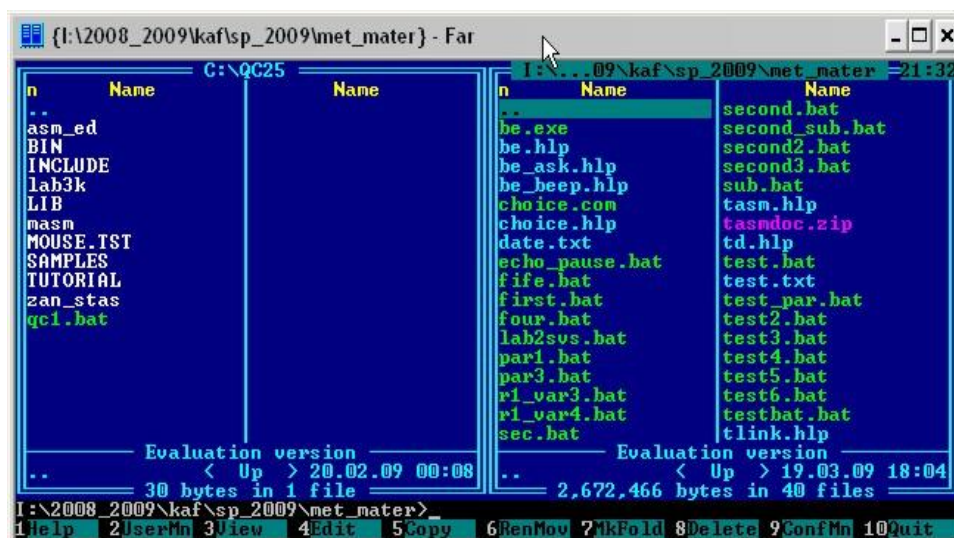 {I:\2008_2009\kaf\sp_2009\met_mater} - Far
C:\QC25
n Name Name
..
asm_ed
BIN
INCLUDE
lab3k
LIB
masm
MOUSE.TST
SAMPLES
TUTORIAL
zan_stas
qc1.bat
Evaluation version
.. < Up > 20.02.09 00:08
30 bytes in 1 file
I:\...09\kaf\sp_2009\met_mater 21:32
n Name Name
.. second.bat
be.exe second_sub.bat
be.hlp second2.bat
be_ask.hlp second3.bat
be_beep.hlp sub.bat
choice.com tasm.hlp
choice.hlp tasmdoc.zip
date.txt td.hlp
echo_pause.bat test.bat
fife.bat test.txt
first.bat test_par.bat
four.bat test2.bat
lab2svs.bat test3.bat
par1.bat test4.bat
par3.bat test5.bat
r1_var3.bat test6.bat
r1_var4.bat testbat.bat
sec.bat tlink.hlp
Evaluation version
.. < Up > 19.03.09 18:04
2,672,466 bytes in 40 files
I:\2008_2009\kaf\sp_2009\met_mater>_
1Help 2UserMn 3View 4Edit 5Copy 6RenMov 7MkFold 8Delete 9ConfMn 10Quit